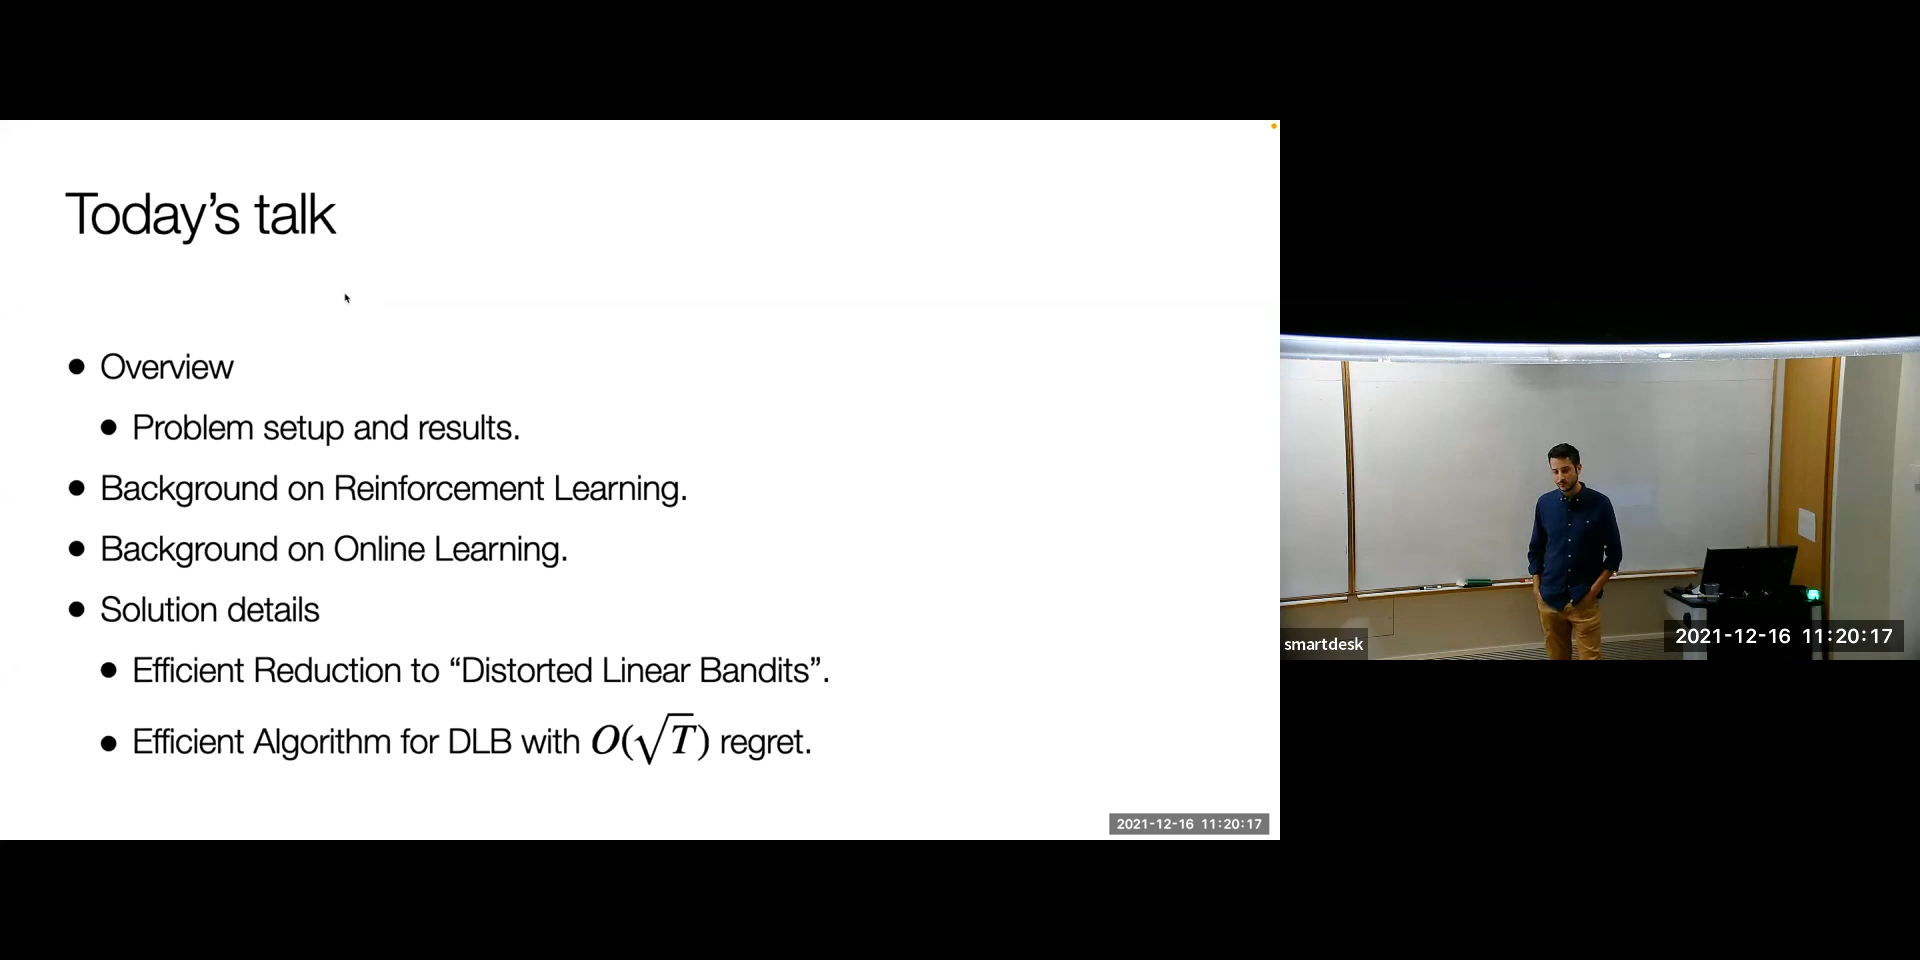 Today’s talk
• Overview
• Problem setup and results.
• Background on Reinforcement Learning.
• Background on Online Learning.
• Solution details
• Efficient Reduction to “Distorted Linear Bandits”.
• Efficient Algorithm for DLB with O(√T) regret.
2021-12-16 11:20:17
smartdesk
2021-12-16 11:20:17